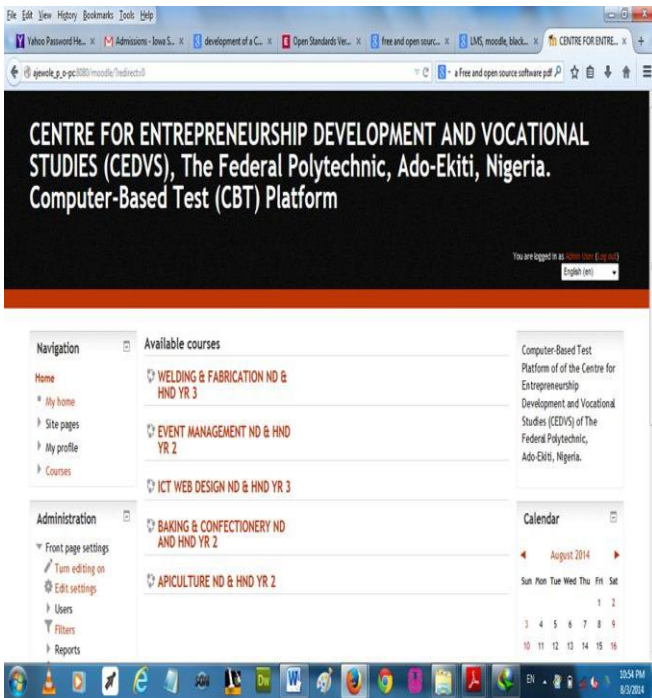 File Edit View History Bookmarks Tools Help
Yahoo Password He... × Admissions - Iowa S... × development of a C... × Open Standards Ver... × free and open sourc... × LMS, moodle, black... × CENTRE FOR ENTRE... × +
ajewole_p_o-pc:8080/moodle/?redirect=0
a Free and open source software pdf
CENTRE FOR ENTREPRENEURSHIP DEVELOPMENT AND VOCATIONAL
STUDIES (CEDVS), The Federal Polytechnic, Ado-Ekiti, Nigeria.
Computer-Based Test (CBT) Platform
You are logged in as Admin User (Log out)
English (en)
Navigation
Home
My home
Site pages
My profile
Courses
Administration
Front page settings
Turn editing on
Edit settings
Users
Filters
Reports
Available courses
WELDING & FABRICATION ND &
HND YR 3
EVENT MANAGEMENT ND & HND
YR 2
ICT WEB DESIGN ND & HND YR 3
BAKING & CONFECTIONERY ND
AND HND YR 2
APICULTURE ND & HND YR 2
Computer-Based Test
Platform of of the Centre for
Entrepreneurship
Development and Vocational
Studies (CEDVS) of The
Federal Polytechnic,
Ado-Ekiti, Nigeria.
Calendar
August 2014
Sun Mon Tue Wed Thu Fri Sat
1 2
3 4 5 6 7 8 9
10 11 12 13 14 15 16
EN
10:54 PM
8/3/2014